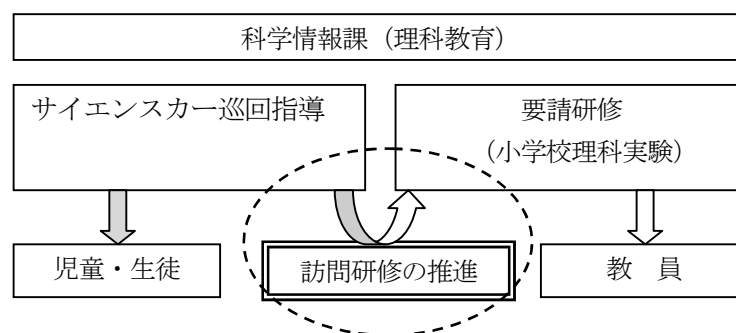 科学情報課（理科教育）
サイエンスカー巡回指導
要請研修
（小学校理科実験）
児童・生徒
訪問研修の推進
教　員